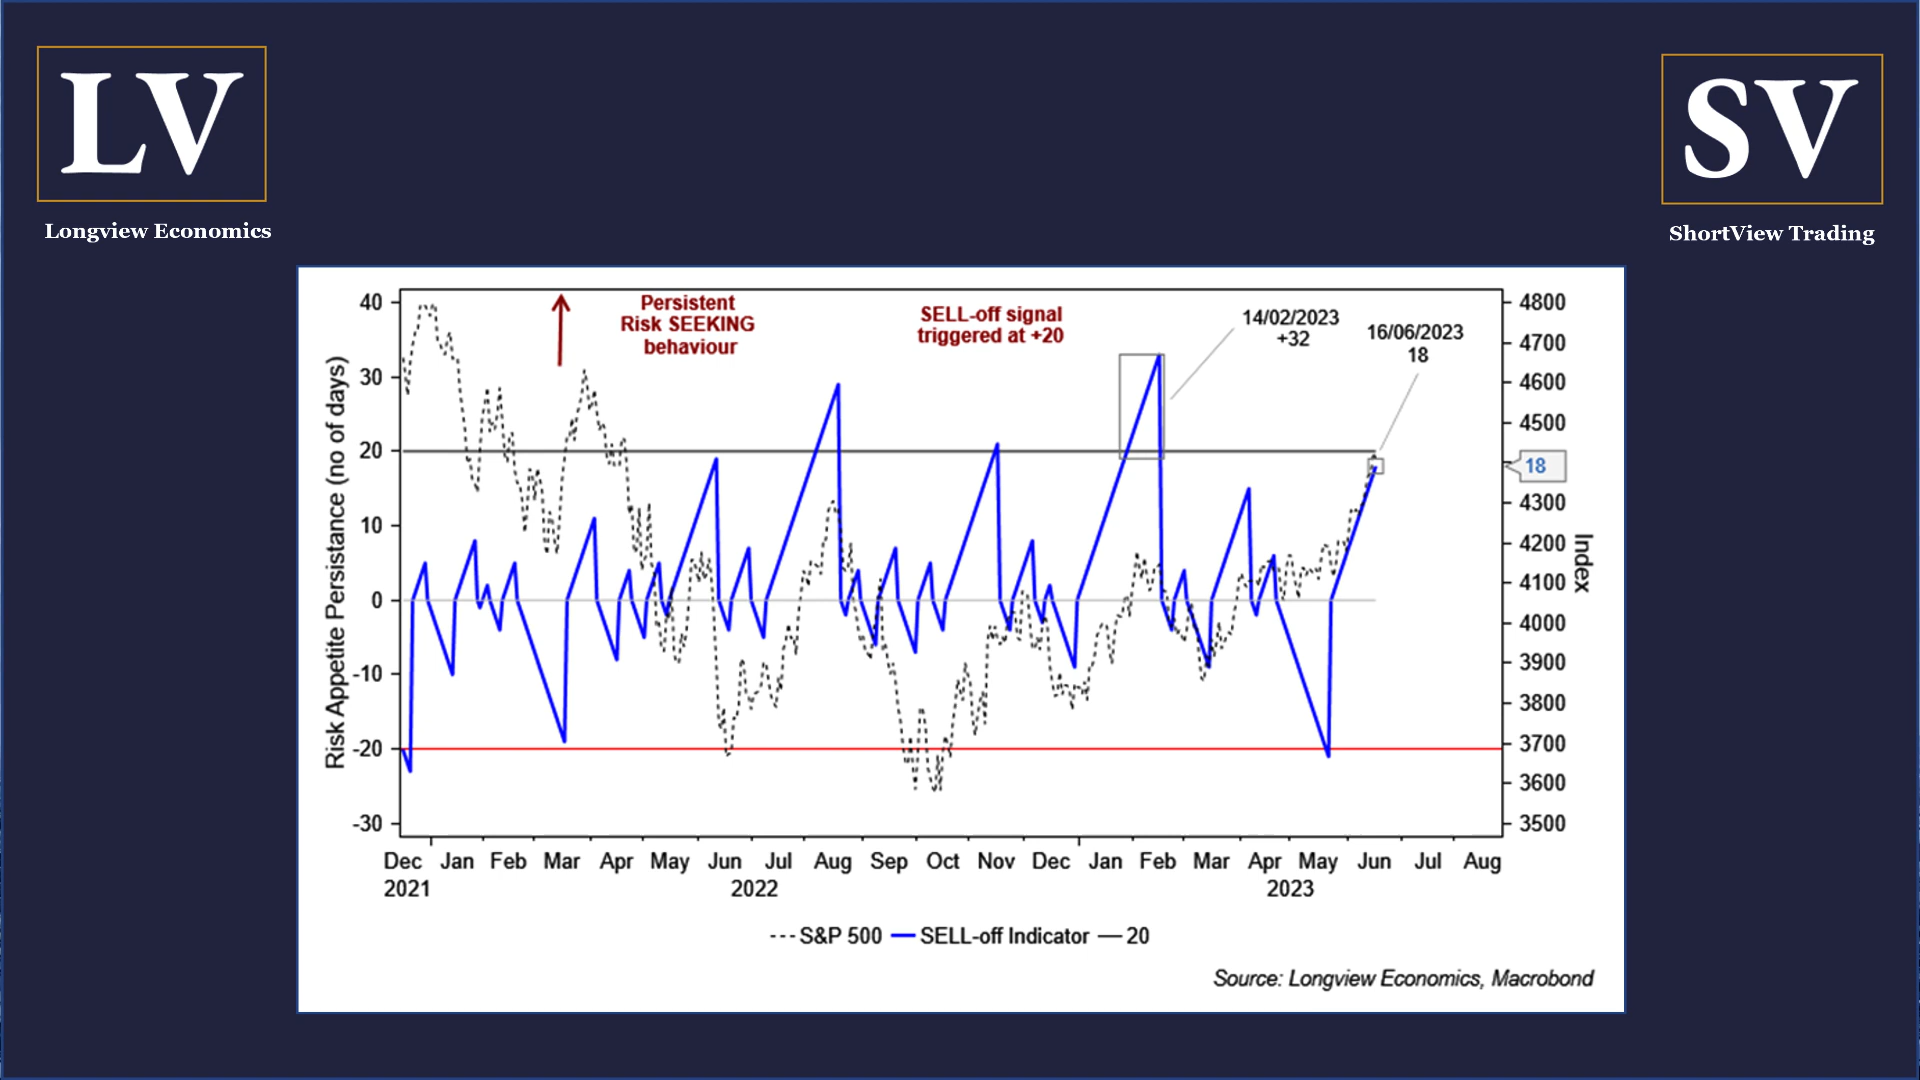 LV
Longview Economics
SV
ShortView Trading
Persistent
Risk SEEKING
behaviour
SELL-off signal
triggered at +20
14/02/2023
+32
16/06/2023
18
Risk Appetite Persistance (no of days)
40
30
20
10
0
-10
-20
-30
4800
4700
4600
4500
18
4300
4200
4100
4000
3900
3800
3700
3600
3500
Index
Dec Jan Feb Mar Apr May Jun Jul Aug Sep Oct Nov Dec Jan Feb Mar Apr May Jun Jul Aug
2021 2022 2023
S&P 500 SELL-off Indicator 20
Source: Longview Economics, Macrobond